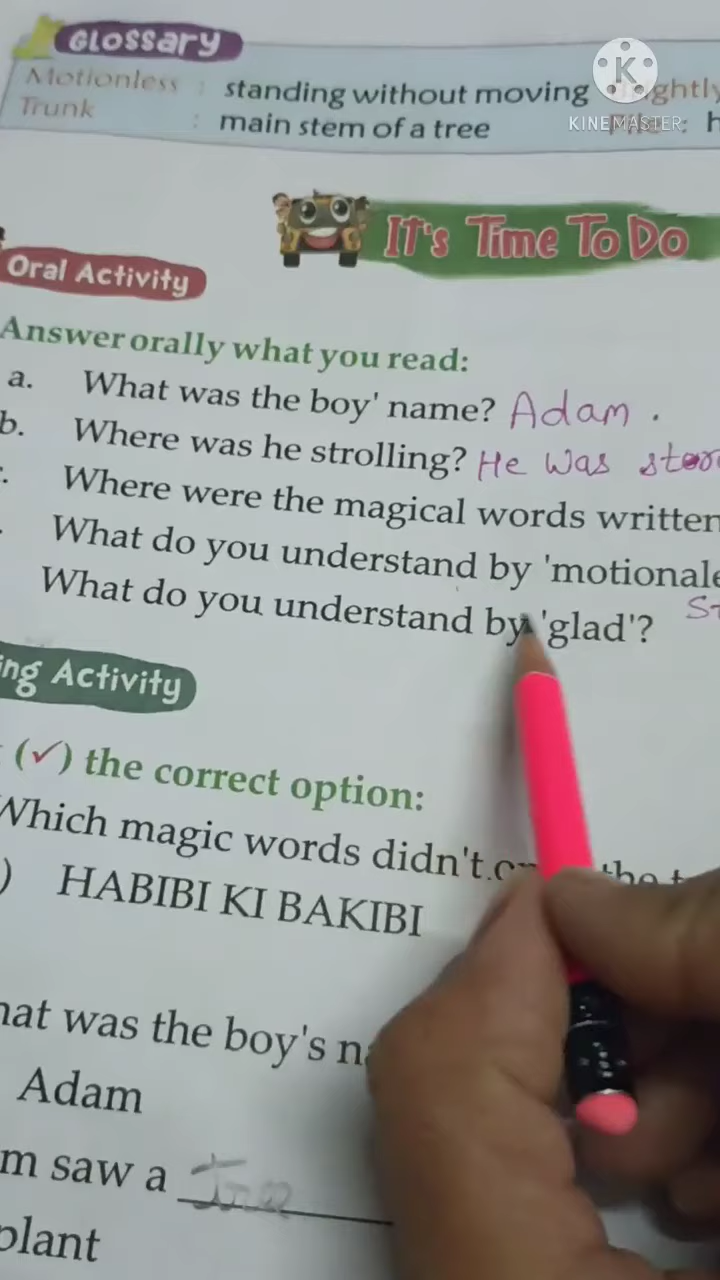 GLOSSARY
Motionless : standing without moving
Trunk : main stem of a tree
KINEMASTER
It's Time To Do
Oral Activity
Answer orally what you read:
a. What was the boy' name? Adam.
b. Where was he strolling? He was
Where were the magical words written
What do you understand by 'motionale
What do you understand by 'glad'?
ng Activity
(✓) the correct option:
Which magic words didn't
) HABIBI KI BAKIBI
hat was the boy's
Adam
m saw a Tree
plant